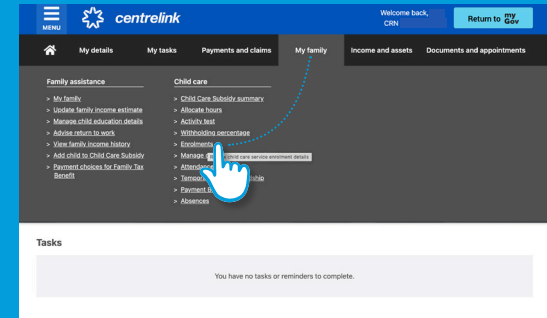 MENU
centrelink
Welcome back,
CRN
Return to my Gov
My details
My tasks
Payments and claims
My family
Income and assets
Documents and appointments
Family assistance
> My family
> Update family income estimate
> Manage child education details
> Advise return to work
> View family income history
> Add child to Child Care Subsidy
> Payment choices for Family Tax
Benefit
Child care
> Child Care Subsidy summary
> Allocate hours
> Activity test
> Withholding percentage
> Enrolments
> Manage
child care service enrolment details
> Attendance
> Absences
Tasks
You have no tasks or reminders to complete.